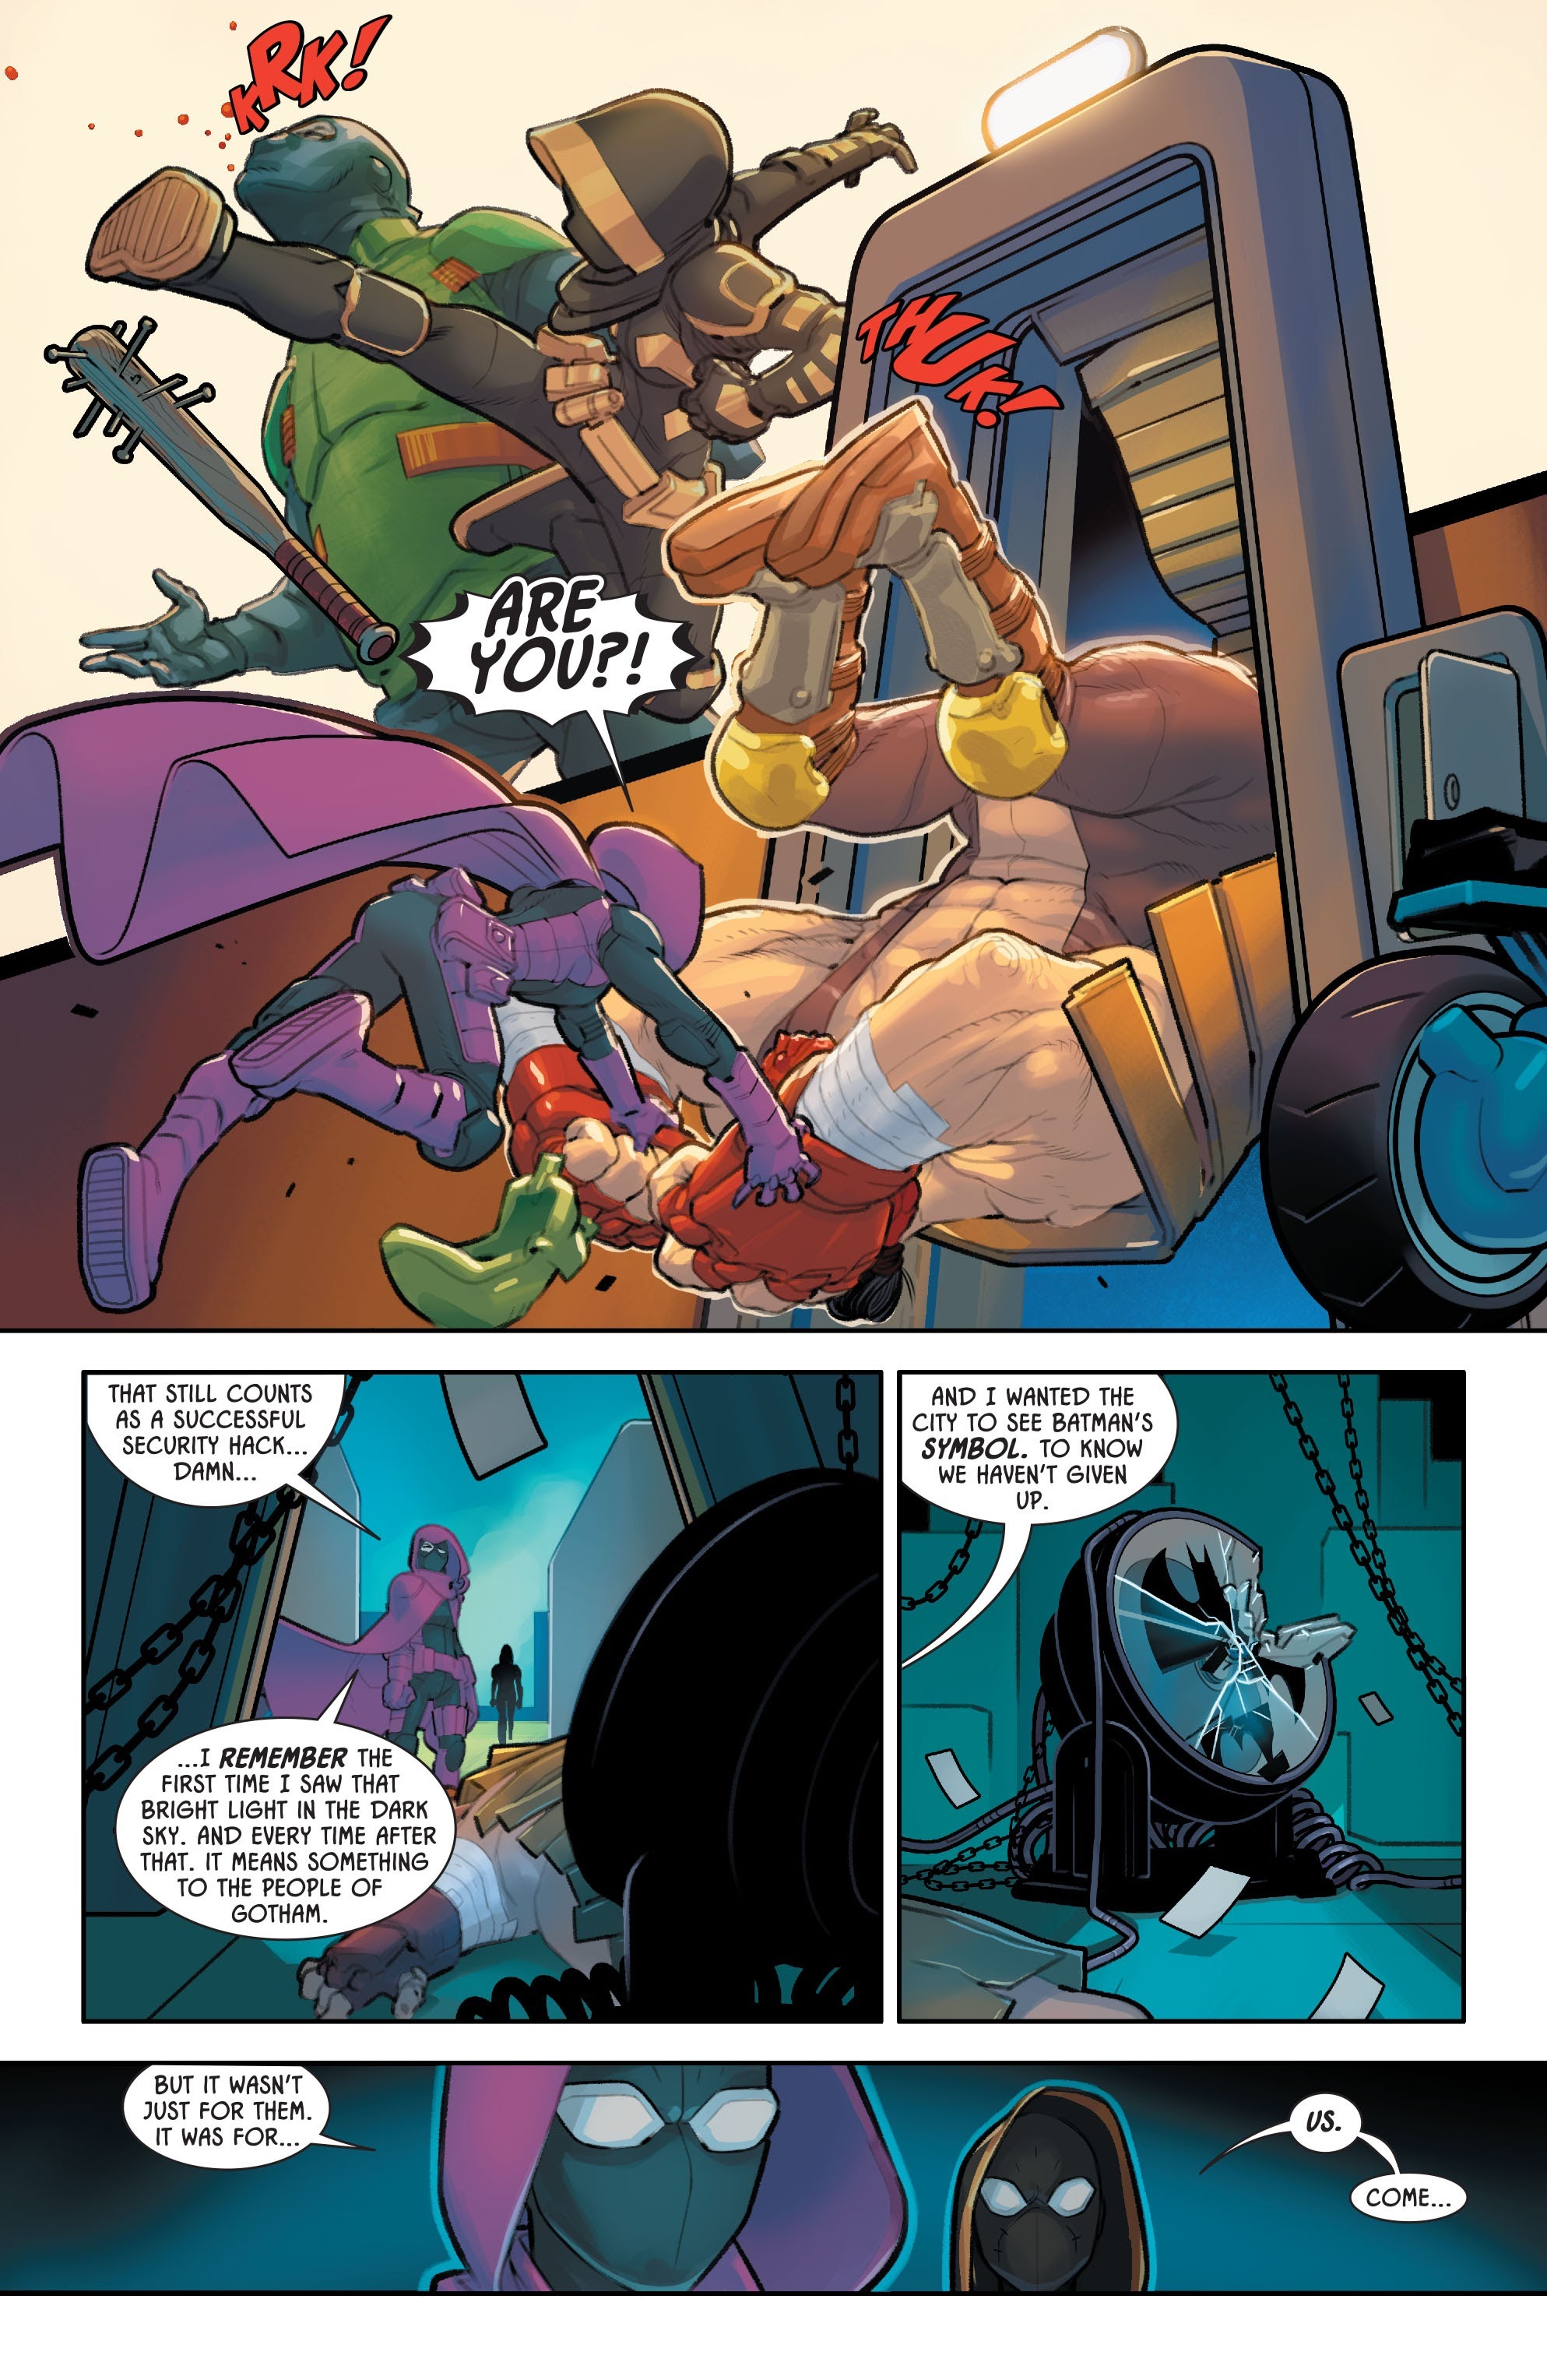 KRK!
THUK!
ARE
YOU?!
THAT STILL COUNTS
AS A SUCCESSFUL
SECURITY HACK...
DAMN...
...I REMEMBER THE
FIRST TIME I SAW THAT
BRIGHT LIGHT IN THE DARK
SKY. AND EVERY TIME AFTER
THAT. IT MEANS SOMETHING
TO THE PEOPLE OF
GOTHAM.
AND I WANTED THE
CITY TO SEE BATMAN'S
SYMBOL. TO KNOW
WE HAVEN'T GIVEN
UP.
BUT IT WASN'T
JUST FOR THEM.
IT WAS FOR...
US.
COME...